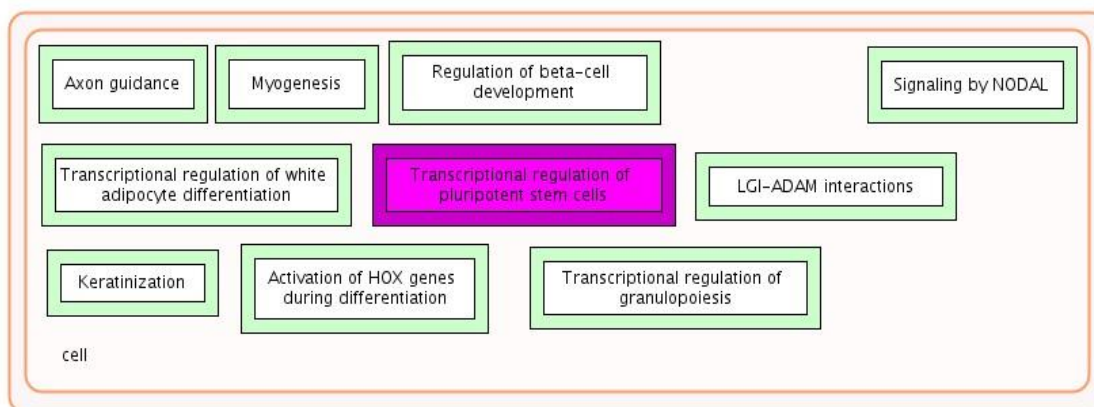 Axon guidance
Myogenesis
Regulation of beta-cell
development
Signaling by NODAL
Transcriptional regulation of white
adipocyte differentiation
Transcriptional regulation of
pluripotent stem cells
LGI-ADAM interactions
Keratinization
Activation of HOX genes
during differentiation
Transcriptional regulation of
granulopoiesis
cell